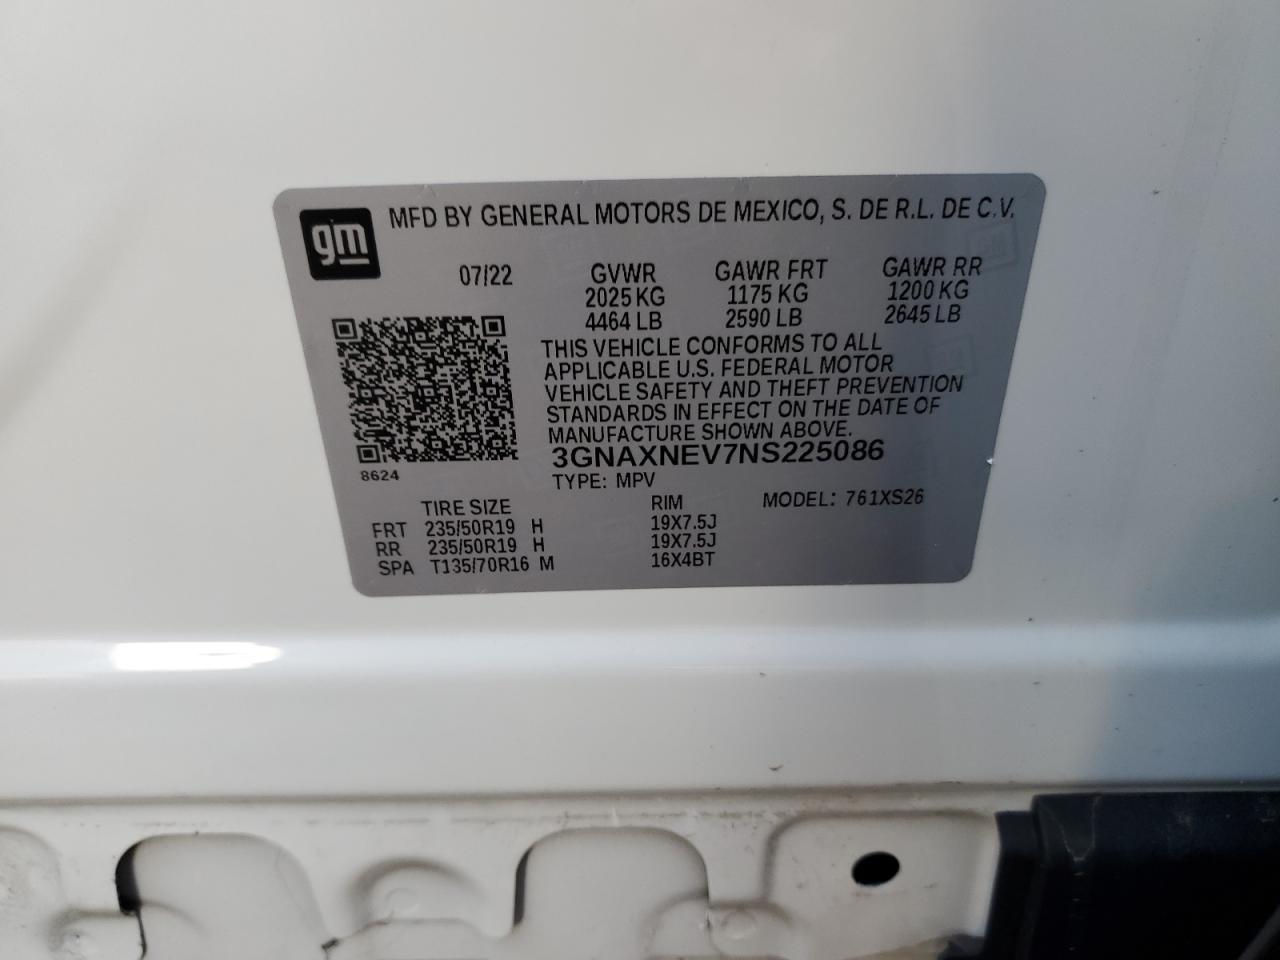 gm
MFD BY GENERAL MOTORS DE MEXICO, S. DE R.L. DE C.V.
07/22 GVWR GAWR FRT GAWR RR
2025 KG 1175 KG 1200 KG
4464 LB 2590 LB 2645 LB
THIS VEHICLE CONFORMS TO ALL
APPLICABLE U.S. FEDERAL MOTOR
VEHICLE SAFETY AND THEFT PREVENTION
STANDARDS IN EFFECT ON THE DATE OF
MANUFACTURE SHOWN ABOVE.
3GNAXNEV7NS225086
8624
TYPE: MPV MODEL: 761XS26
TIRE SIZE RIM
FRT 235/50R19 H 19X7.5J
RR 235/50R19 H 19X7.5J
SPA T135/70R16 M 16X4BT